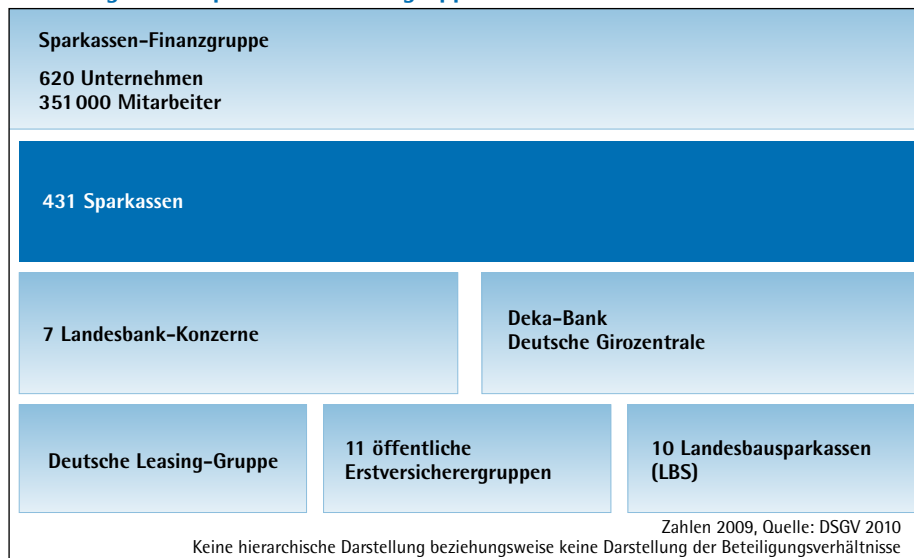 Sparkassen-Finanzgruppe
620 Unternehmen
351 000 Mitarbeiter
431 Sparkassen
7 Landesbank-Konzerne
Deka-Bank
Deutsche Girozentrale
Deutsche Leasing-Gruppe
11 öffentliche
Erstversicherergruppen
10 Landesbausparkassen
(LBS)
Zahlen 2009, Quelle: DSGV 2010
Keine hierarchische Darstellung beziehungsweise keine Darstellung der Beteiligungsverhältnisse